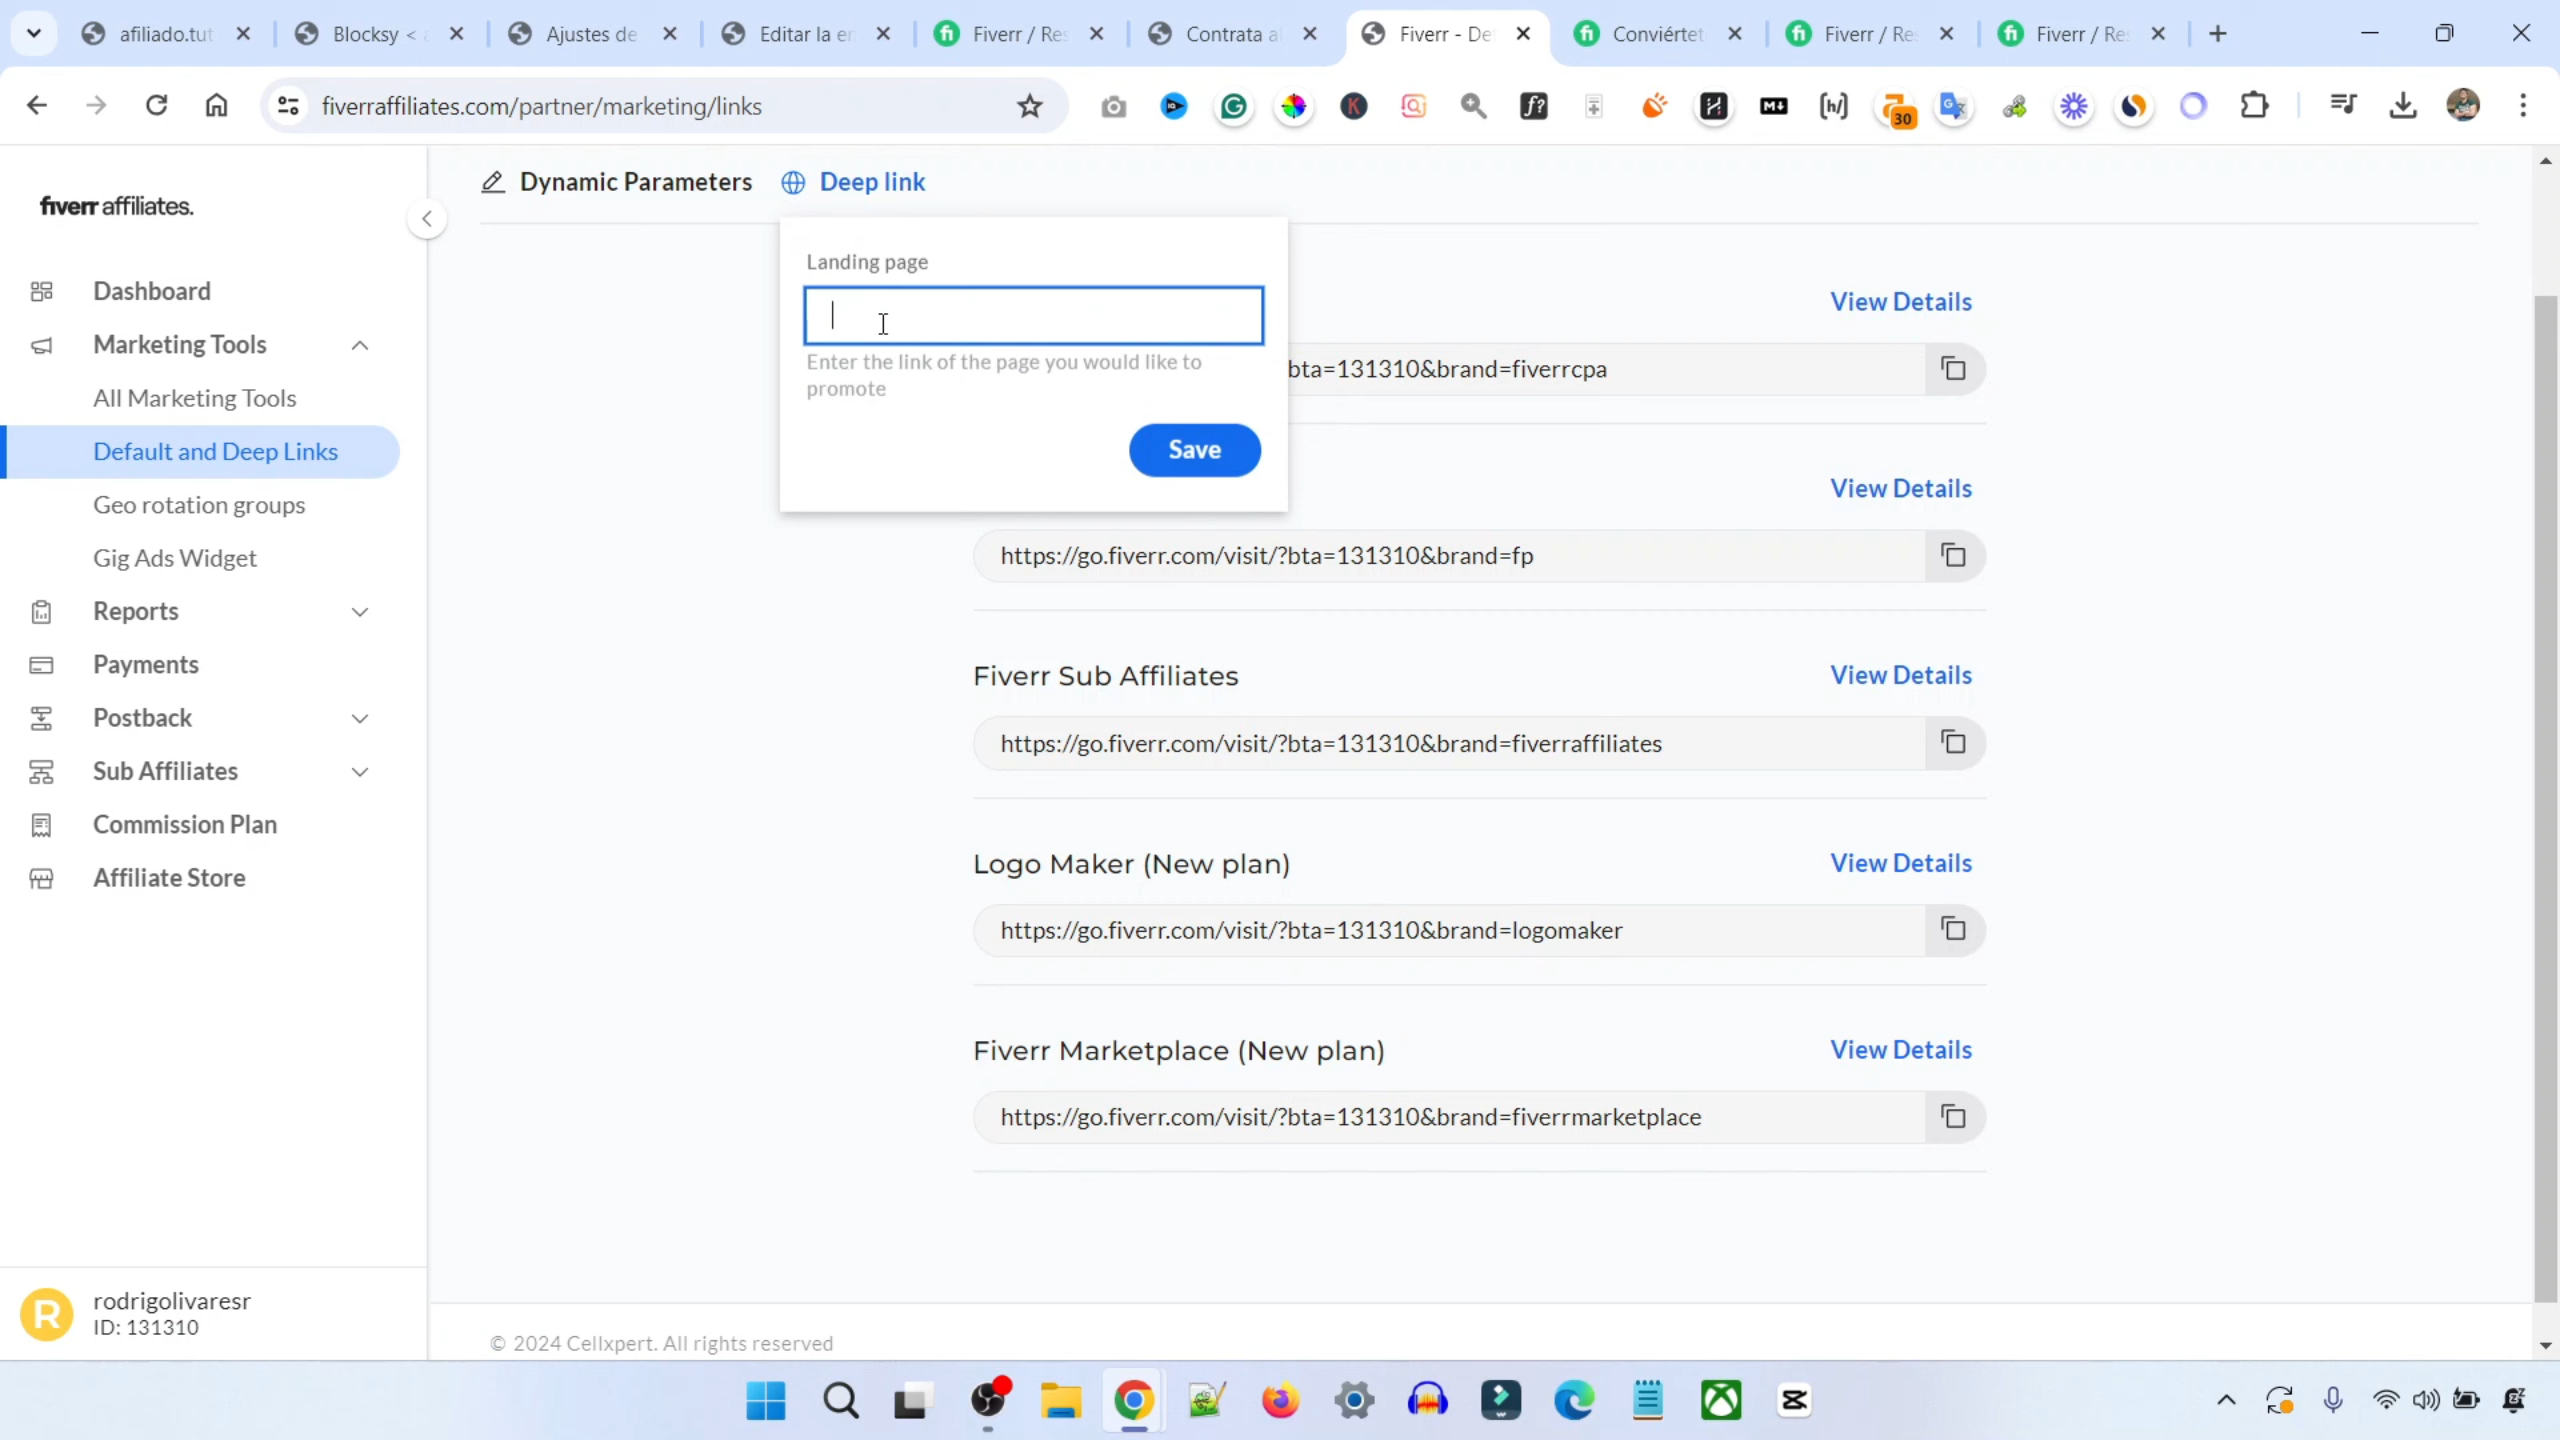 afiliado.tut
Blocksy <
Ajustes de
Editar la en
Fiverr / Res
Contrata al
Fiverr - De
Conviértet
Fiverr / Re
Fiverr / Re
fiverraffiliates.com/partner/marketing/links
30
fiverr affiliates.
Dynamic Parameters
Deep link
Dashboard
Marketing Tools
All Marketing Tools
Default and Deep Links
Geo rotation groups
Gig Ads Widget
Reports
Payments
Postback
Sub Affiliates
Commission Plan
Affiliate Store
R
rodrigolivaresr
ID: 131310
Landing page
Enter the link of the page you would like to
promote
Save
View Details
bta=131310&brand=fiverrcpa
View Details
https://go.fiverr.com/visit/?bta=131310&brand=fp
Fiverr Sub Affiliates
View Details
https://go.fiverr.com/visit/?bta=131310&brand=fiverraffiliates
Logo Maker (New plan)
View Details
https://go.fiverr.com/visit/?bta=131310&brand=logomaker
Fiverr Marketplace (New plan)
View Details
https://go.fiverr.com/visit/?bta=131310&brand=fiverrmarketplace
© 2024 Cellxpert. All rights reserved